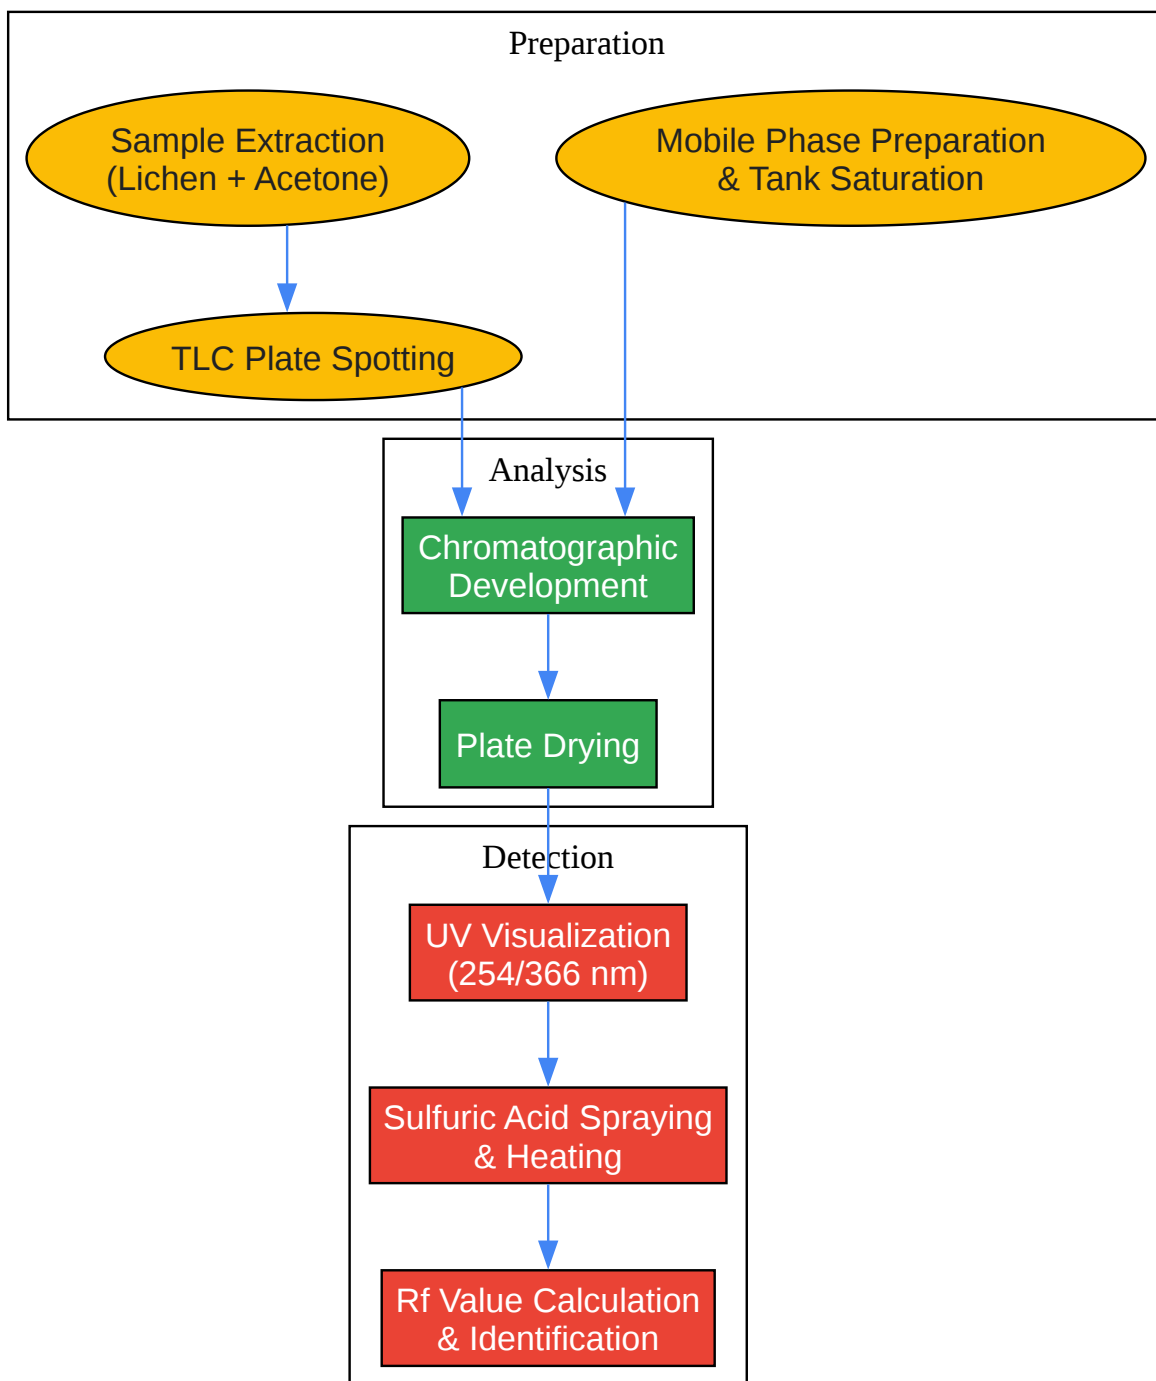 Preparation
Sample Extraction
(Lichen + Acetone)
Mobile Phase Preparation
& Tank Saturation
TLC Plate Spotting
Analysis
Chromatographic
Development
Plate Drying
Detection
UV Visualization
(254/366 nm)
Sulfuric Acid Spraying
& Heating
Rf Value Calculation
& Identification